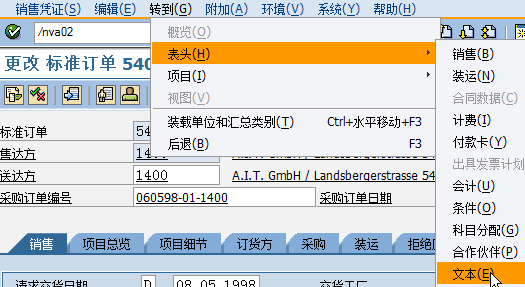 销售凭证(S) 编辑(E) 转到(G) 附加(A) 环境(V) 系统(Y) 帮助(H)
/nva02
概览(O)
表头(H)
项目(I)
视图(V)
装载单位和汇总类别(T) Ctrl+水平移动+F3
后退(B) F3
销售(B)
装运(N)
合同数据(C)
计费(I)
付款卡(Y)
出具发票计划
会计(U)
条件(O)
科目分配(G)
合作伙伴(P)
文本(E)
更改 标准订单 540
标准订单 54
售达方 1400 A.I.T. GmbH / Landsbergerstrasse 54
送达方 1400 A.I.T. GmbH / Landsbergerstrasse 54
采购订单编号 060598-01-1400 采购订单日期
销售 项目总览 项目细节 订货方 采购 装运 拒绝
请求交货日期 D 08.05.1998 交货工厂